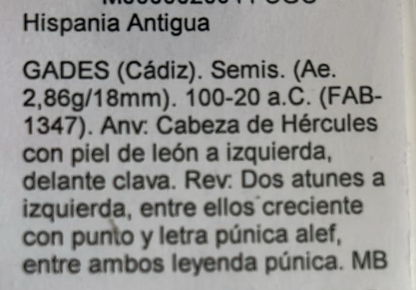 Hispania Antigua
GADES (Cádiz). Semis. (Ae.
2,86g/18mm). 100-20 a.C. (FAB-
1347). Anv: Cabeza de Hércules
con piel de león a izquierda,
delante clava. Rev: Dos atunes a
izquierda, entre ellos creciente
con punto y letra púnica alef,
entre ambos leyenda púnica. MB